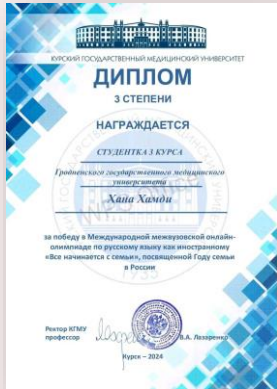 КУРСКИЙ ГОСУДАРСТВЕННЫЙ МЕДИЦИНСКИЙ УНИВЕРСИТЕТ
ДИПЛОМ
3 СТЕПЕНИ
НАГРАЖДАЕТСЯ
СТУДЕНТКА 3 КУРСА
Гродненского государственного медицинского
университета
Хана Хамди
за победу в Международной межвузовской онлайн-
олимпиаде по русскому языку как иностранному
«Все начинается с семьи», посвященной Году семьи
в России
1935
Ректор КГМУ
профессор В.А. Лазаренко
Курск – 2024